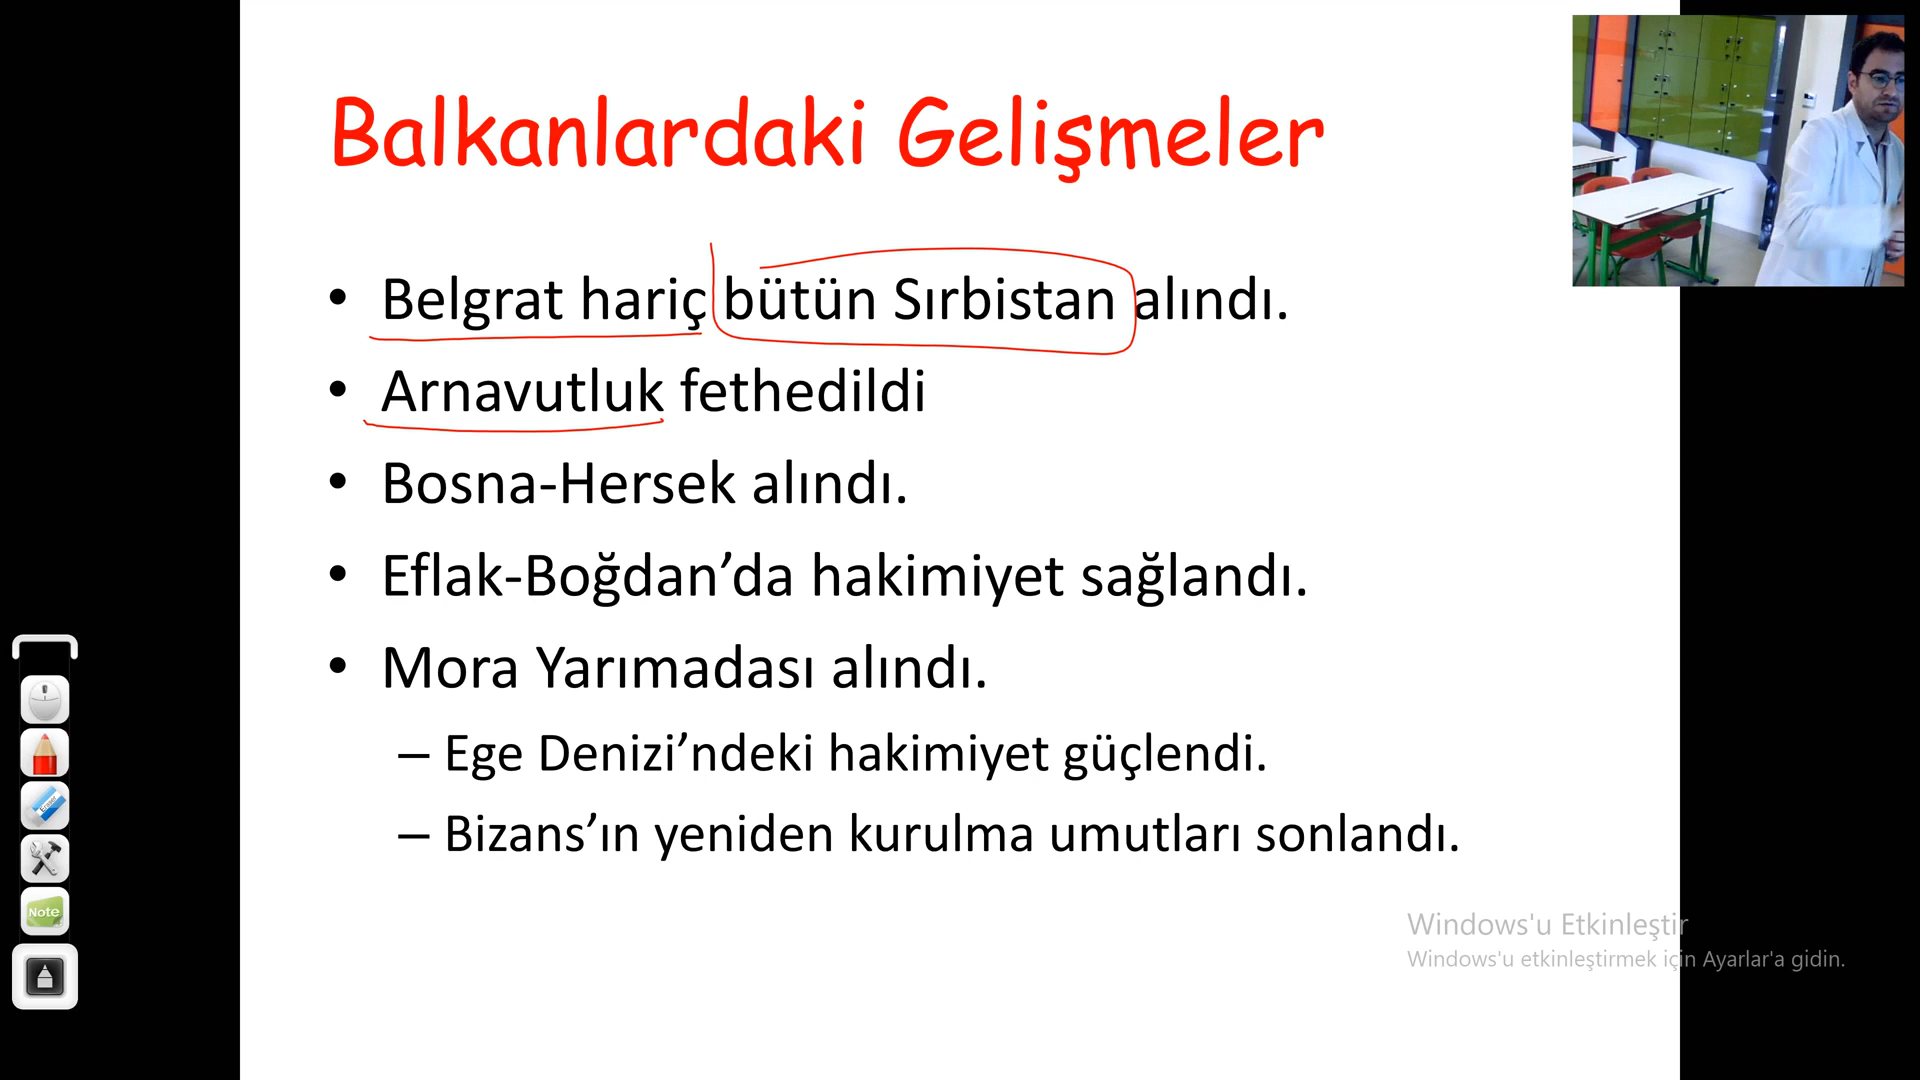 Balkanlardaki Gelişmeler
• Belgrat hariç bütün Sırbistan alındı.
• Arnavutluk fethedildi
• Bosna-Hersek alındı.
• Eflak-Boğdan’da hakimiyet sağlandı.
• Mora Yarımadası alındı.
– Ege Denizi’ndeki hakimiyet güçlendi.
– Bizans’ın yeniden kurulma umutları sonlandı.
Note
Windows'u Etkinleştir
Windows'u etkinleştirmek için Ayarlar'a gidin.